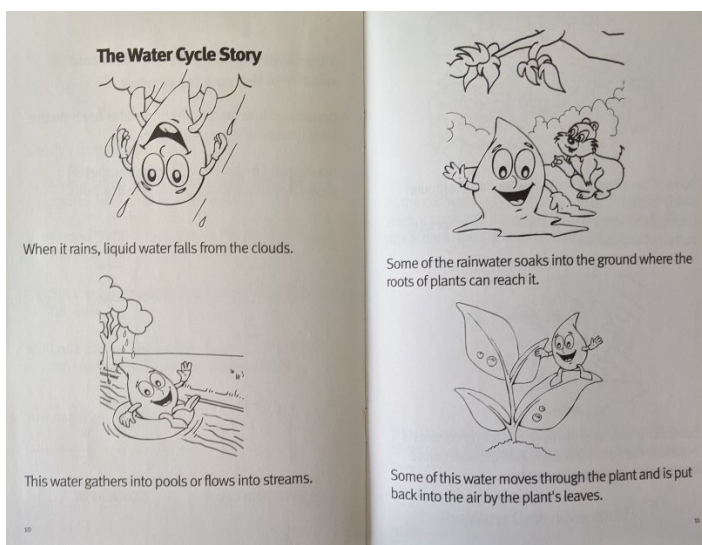 The Water Cycle Story
When it rains, liquid water falls from the clouds.
This water gathers into pools or flows into streams.
10
Some of the rainwater soaks into the ground where the
roots of plants can reach it.
Some of this water moves through the plant and is put
back into the air by the plant's leaves.
11